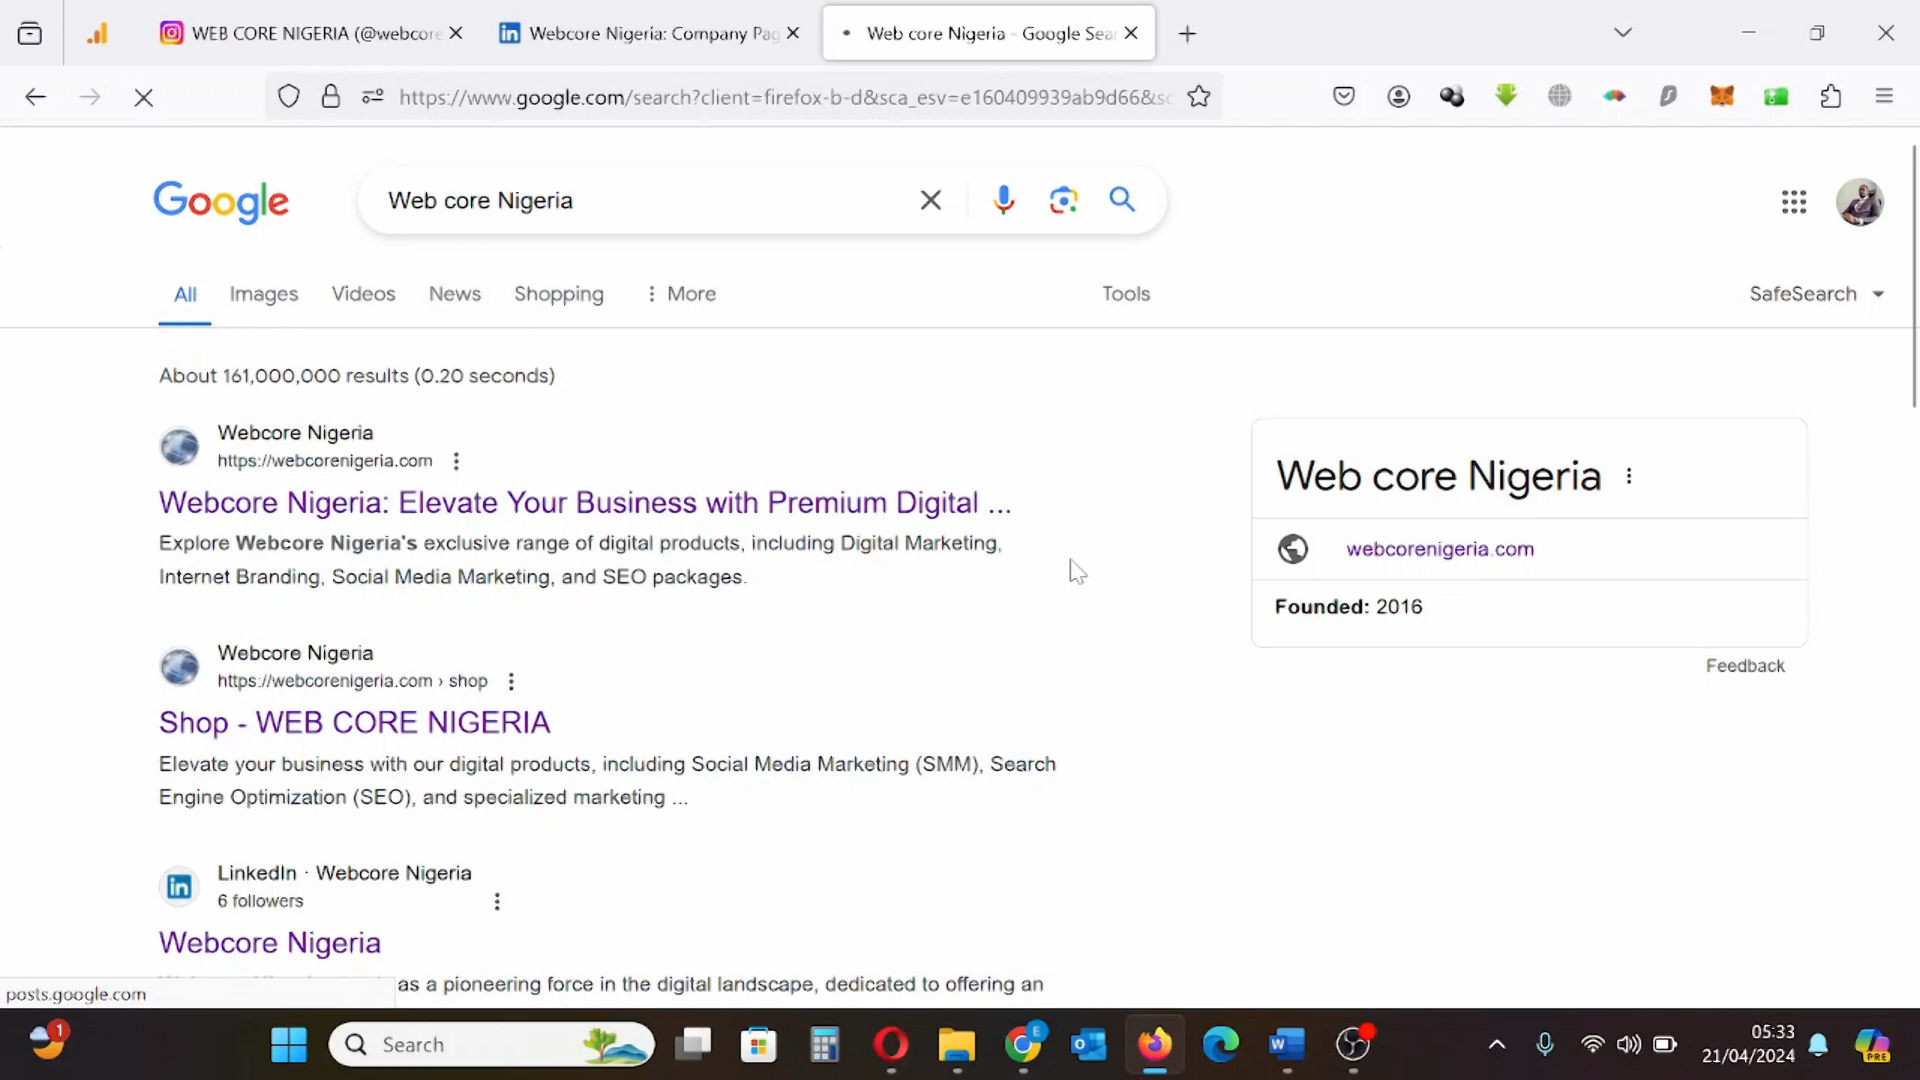 WEB CORE NIGERIA (@webcore
Webcore Nigeria: Company Pag
Web core Nigeria - Google Sear
https://www.google.com/search?client=firefox-b-d&sca_esv=e160409939ab9d66&sc
Google
Web core Nigeria
All
Images
Videos
News
Shopping
More
Tools
SafeSearch
About 161,000,000 results (0.20 seconds)
Webcore Nigeria
https://webcorenigeria.com
Webcore Nigeria: Elevate Your Business with Premium Digital ...
Explore Webcore Nigeria's exclusive range of digital products, including Digital Marketing,
Internet Branding, Social Media Marketing, and SEO packages.
Web core Nigeria
webcorenigeria.com
Founded: 2016
Feedback
Webcore Nigeria
https://webcorenigeria.com › shop
Shop - WEB CORE NIGERIA
Elevate your business with our digital products, including Social Media Marketing (SMM), Search
Engine Optimization (SEO), and specialized marketing ...
LinkedIn · Webcore Nigeria
6 followers
Webcore Nigeria
as a pioneering force in the digital landscape, dedicated to offering an
posts.google.com
1
Search
E
05:33
21/04/2024
PRE